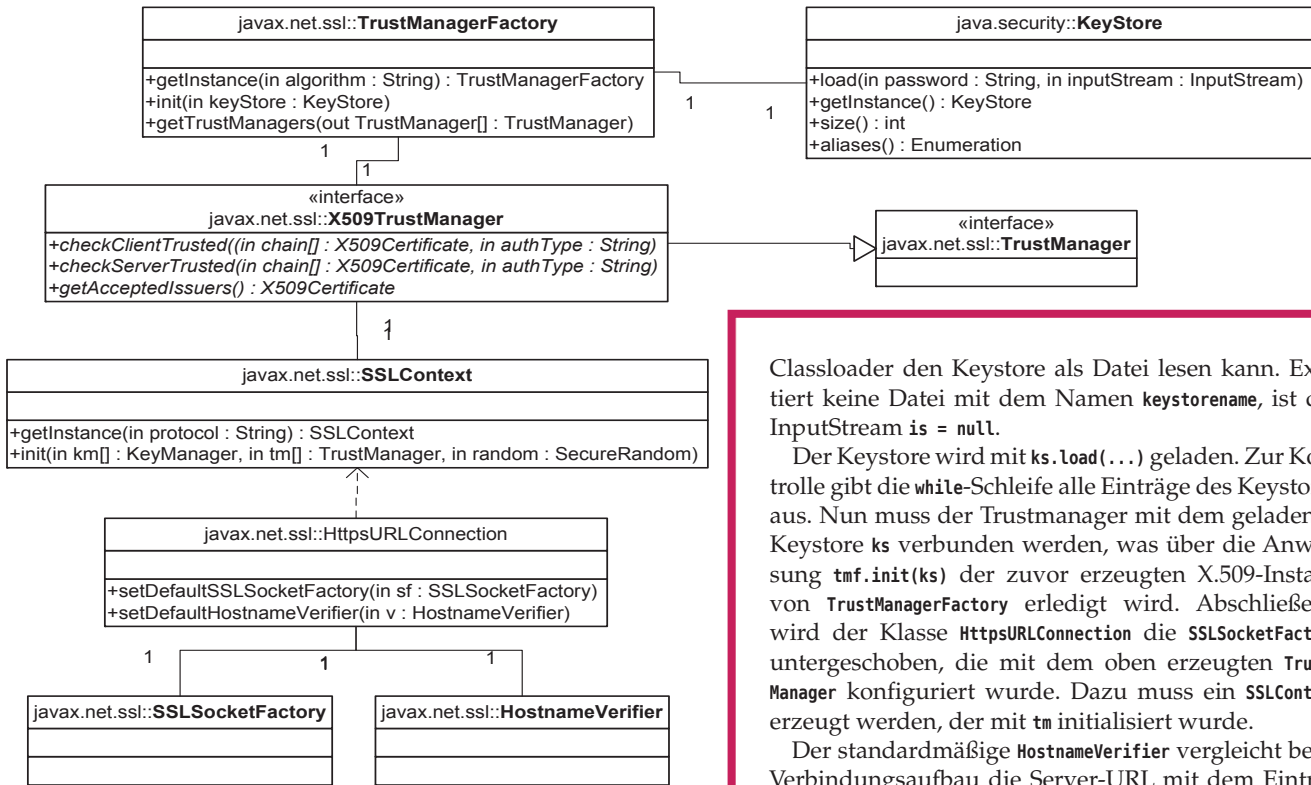 javax.net.ssl::TrustManagerFactory
+getInstance(in algorithm : String) : TrustManagerFactory
+init(in keyStore : KeyStore)
+getTrustManagers(out TrustManager[] : TrustManager)
java.security::KeyStore
+load(in password : String, in inputStream : InputStream)
+getInstance() : KeyStore
+size() : int
+aliases() : Enumeration
1
1
1
1
«interface»
javax.net.ssl::X509TrustManager
+checkClientTrusted((in chain[] : X509Certificate, in authType : String)
+checkServerTrusted(in chain[] : X509Certificate, in authType : String)
+getAcceptedIssuers() : X509Certificate
«interface»
javax.net.ssl::TrustManager
1
1
javax.net.ssl::SSLContext
+getInstance(in protocol : String) : SSLContext
+init(in km[] : KeyManager, in tm[] : TrustManager, in random : SecureRandom)
javax.net.ssl::HttpsURLConnection
+setDefaultSSLSocketFactory(in sf : SSLSocketFactory)
+setDefaultHostnameVerifier(in v : HostnameVerifier)
1
1
1
javax.net.ssl::SSLSocketFactory
javax.net.ssl::HostnameVerifier
Classloader den Keystore als Datei lesen kann. Ex
tiert keine Datei mit dem Namen keystorename, ist
InputStream is = null.
Der Keystore wird mit ks.load(...) geladen. Zur Ko
trolle gibt die while-Schleife alle Einträge des Keysto
aus. Nun muss der Trustmanager mit dem geladen
Keystore ks verbunden werden, was über die Anw
sung tmf.init(ks) der zuvor erzeugten X.509-Insta
von TrustManagerFactory erledigt wird. Abschließe
wird der Klasse HttpsURLConnection die SSLSocketFact
untergeschoben, die mit dem oben erzeugten Tru
Manager konfiguriert wurde. Dazu muss ein SSLCont
erzeugt werden, der mit tm initialisiert wurde.
Der standardmäßige HostnameVerifier vergleicht be
Verbindungsaufbau die Server-URL mit dem Eintr